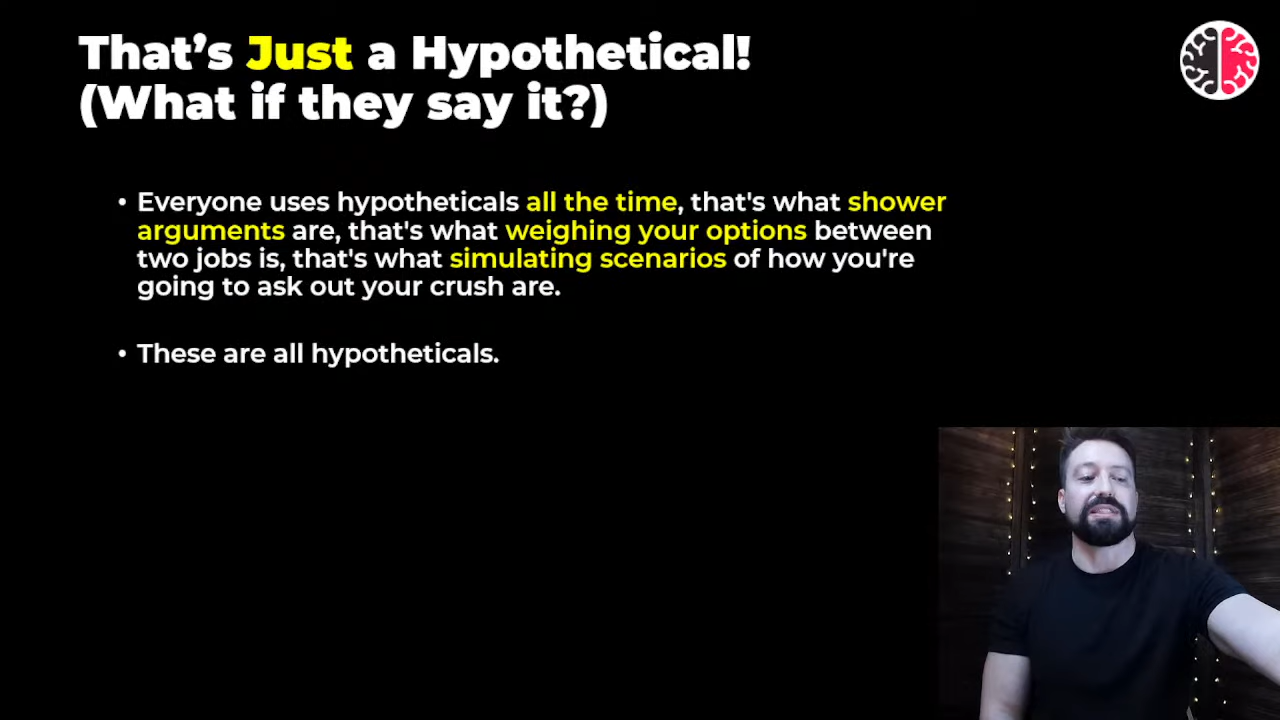 That’s Just a Hypothetical!
(What if they say it?)
• Everyone uses hypotheticals all the time, that's what shower
arguments are, that's what weighing your options between
two jobs is, that's what simulating scenarios of how you're
going to ask out your crush are.
• These are all hypotheticals.